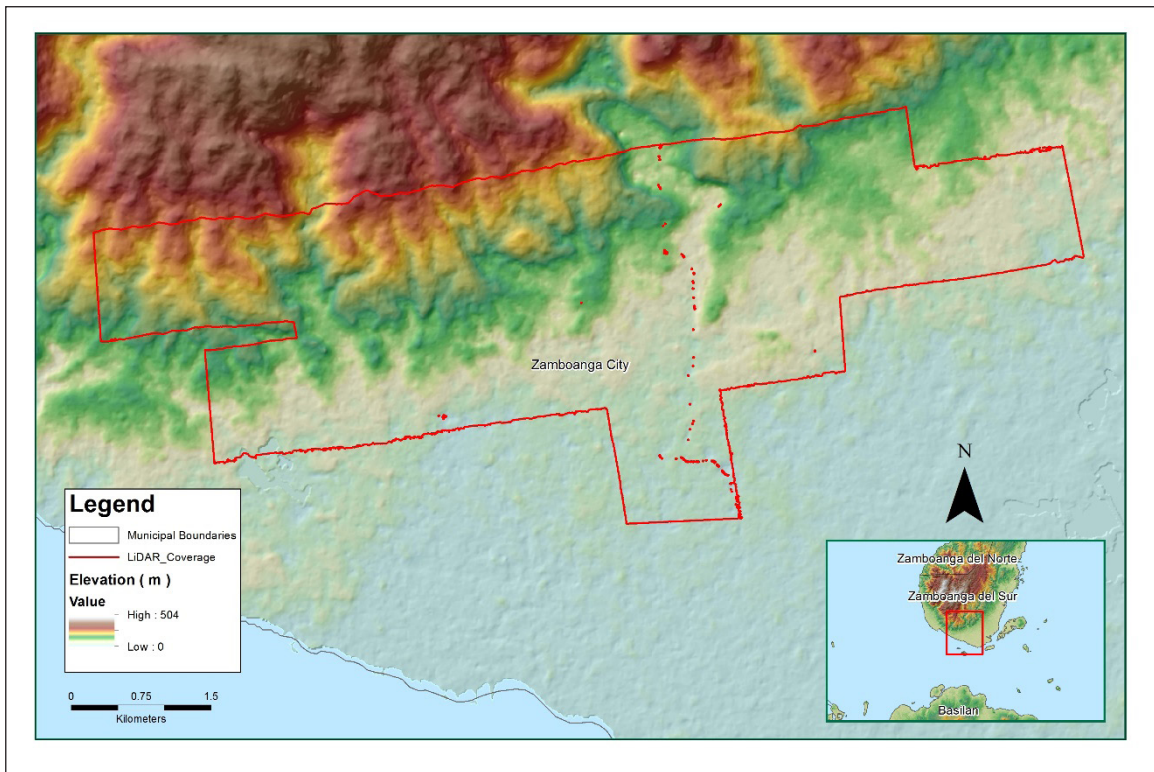 Zamboanga City
N
Legend
Municipal Boundaries
LiDAR_Coverage
Elevation ( m )
Value
High : 504
Low : 0
0 0.75 1.5
Kilometers
Zamboanga del Norte
Zamboanga del Sur
Basilan